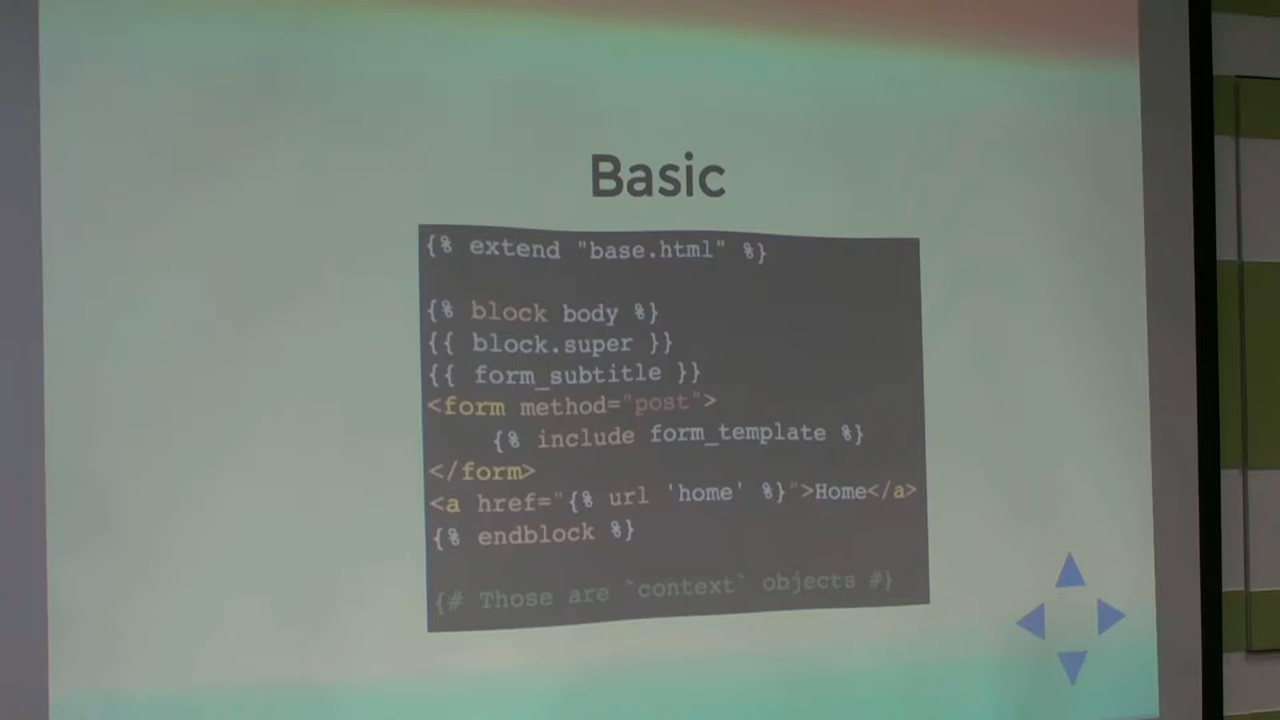 Basic
{% extend "base.html" %}
{% block body %}
{{ block.super }}
{{ form_subtitle }}
<form method="post">
{% include form_template %}
</form>
<a href="{% url 'home' %}">Home</a>
{% endblock %}
{# Those are `context` objects #}